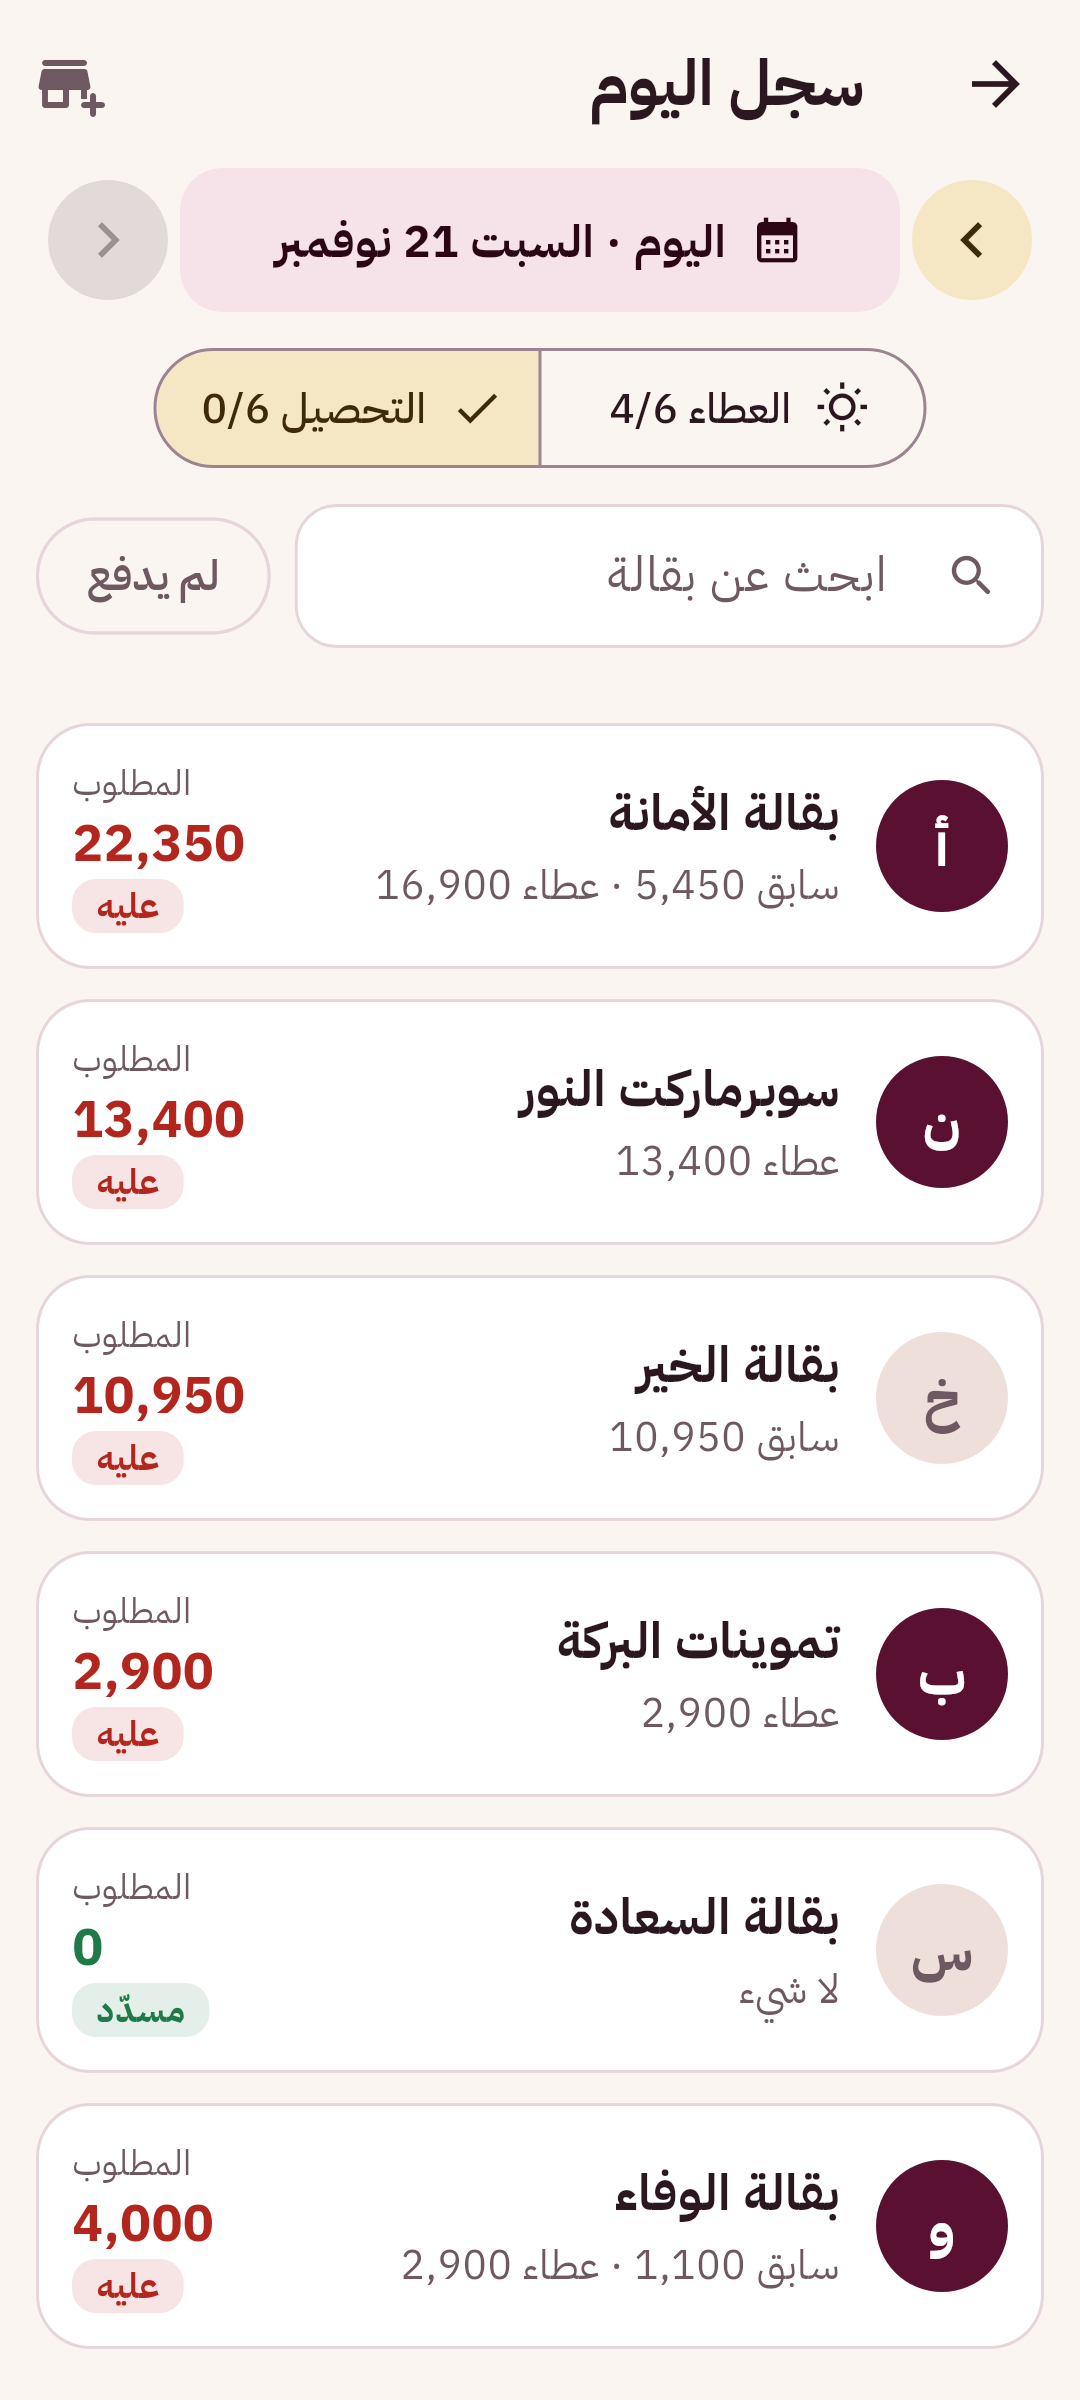 سجل اليوم
اليوم · السبت 21 نوفمبر
العطاء 4/6
التحصيل 0/6
ابحث عن بقالة
لم يدفع
أ
بقالة الأمانة
سابق 5,450 · عطاء 16,900
المطلوب
22,350
عليه
ن
سوبرماركت النور
عطاء 13,400
المطلوب
13,400
عليه
خ
بقالة الخير
سابق 10,950
المطلوب
10,950
عليه
ب
تموينات البركة
عطاء 2,900
المطلوب
2,900
عليه
س
بقالة السعادة
لا شيء
المطلوب
0
مسدّد
و
بقالة الوفاء
سابق 1,100 · عطاء 2,900
المطلوب
4,000
عليه